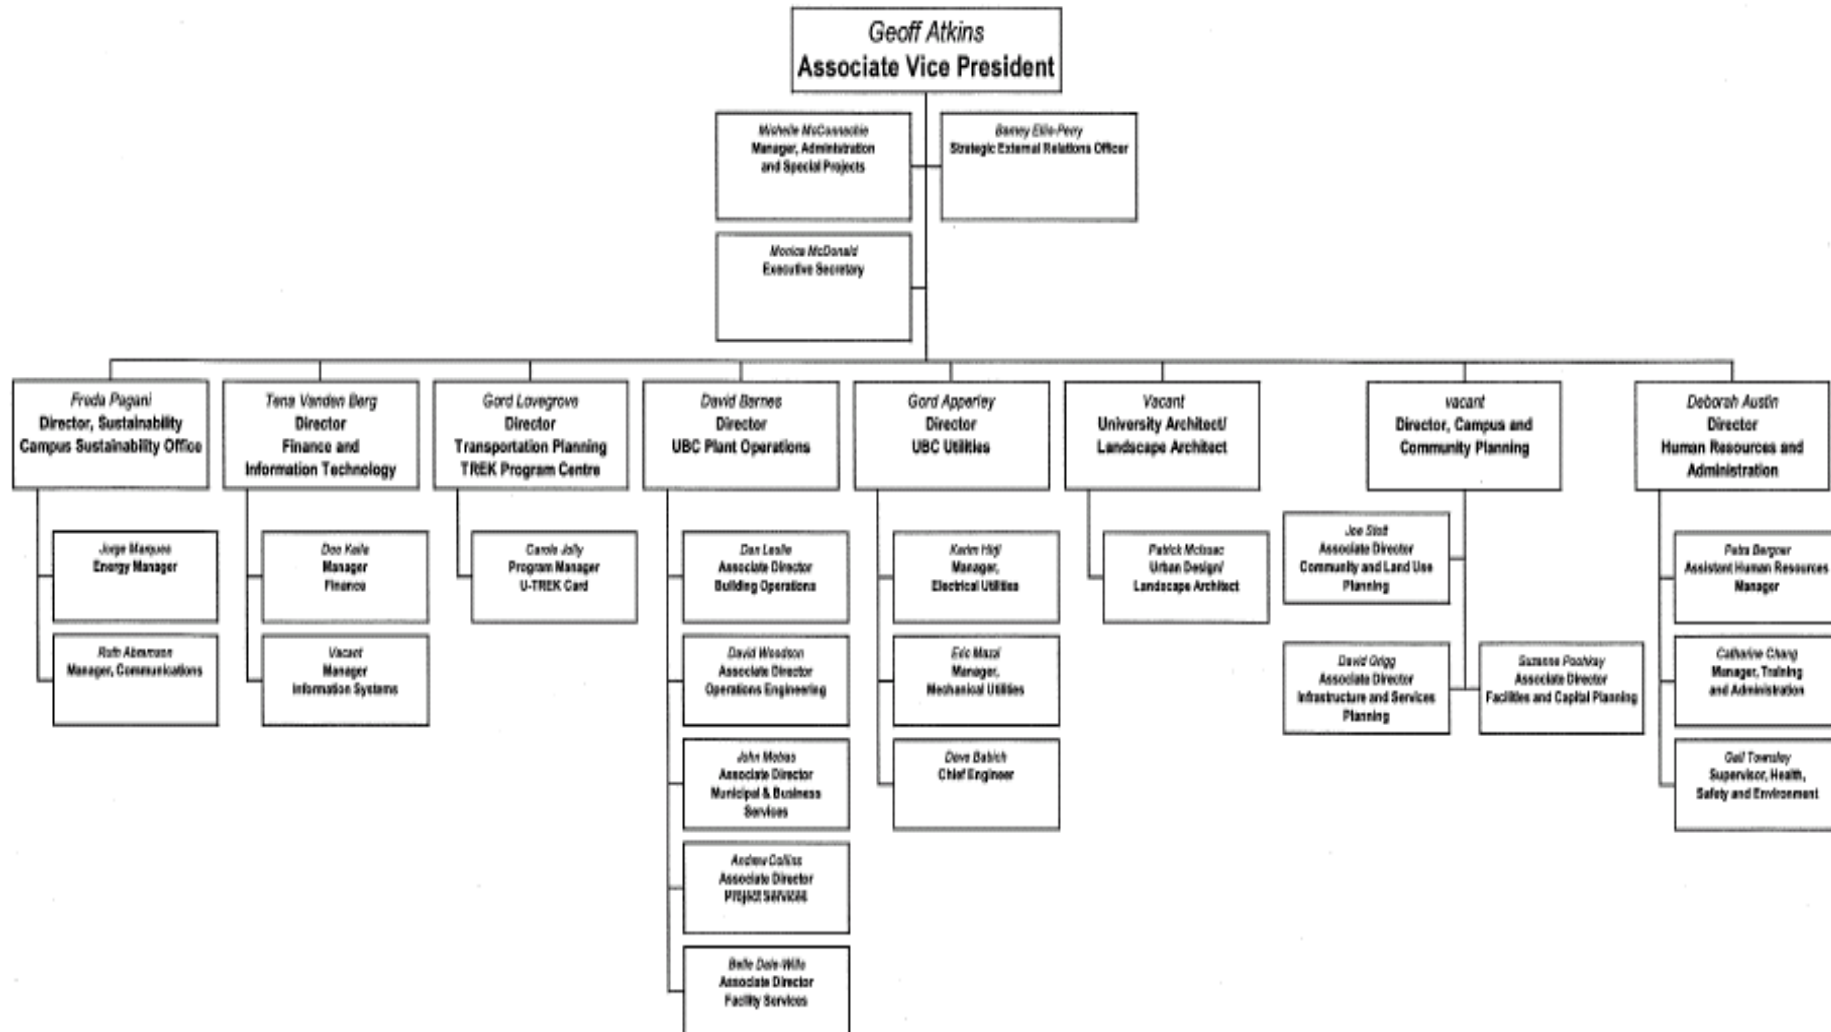 Geoff Atkins
Associate Vice President
Michelle McConnachie
Manager, Administration
and Special Projects
Barney Ellis-Perry
Strategic External Relations Officer
Monica McDonald
Executive Secretary
Freda Pagani
Director, Sustainability
Campus Sustainability Office
Tena Vanden Berg
Director
Finance and
Information Technology
Gord Lovegrove
Director
Transportation Planning
TREK Program Centre
David Barnes
Director
UBC Plant Operations
Gord Apperley
Director
UBC Utilities
Vacant
University Architect/
Landscape Architect
vacant
Director, Campus and
Community Planning
Deborah Austin
Director
Human Resources and
Administration
Jorge Marques
Energy Manager
Ruth Abramson
Manager, Communications
Manager
Finance
Vacant
Manager
Information Systems
Carole Jolly
Program Manager
U-TREK Card
Dan Leslie
Associate Director
Building Operations
David Woodson
Associate Director
Operations Engineering
John Metras
Associate Director
Municipal & Business
Services
Andrew Collins
Associate Director
Project Services
Associate Director
Facility Services
Karim
Manager,
Electrical Utilities
Eric Mazzi
Manager,
Mechanical Utilities
Dave Babich
Chief Engineer
Patrick McIsaac
Urban Design/
Landscape Architect
Joe Stott
Associate Director
Community and Land Use
Planning
David Grigg
Associate Director
Infrastructure and Services
Planning
Suzanne Poohkay
Associate Director
Facilities and Capital Planning
Petra Bergner
Assistant Human Resources
Manager
Catharine Chang
Manager, Training
and Administration
Gail Townsley
Supervisor, Health,
Safety and Environment